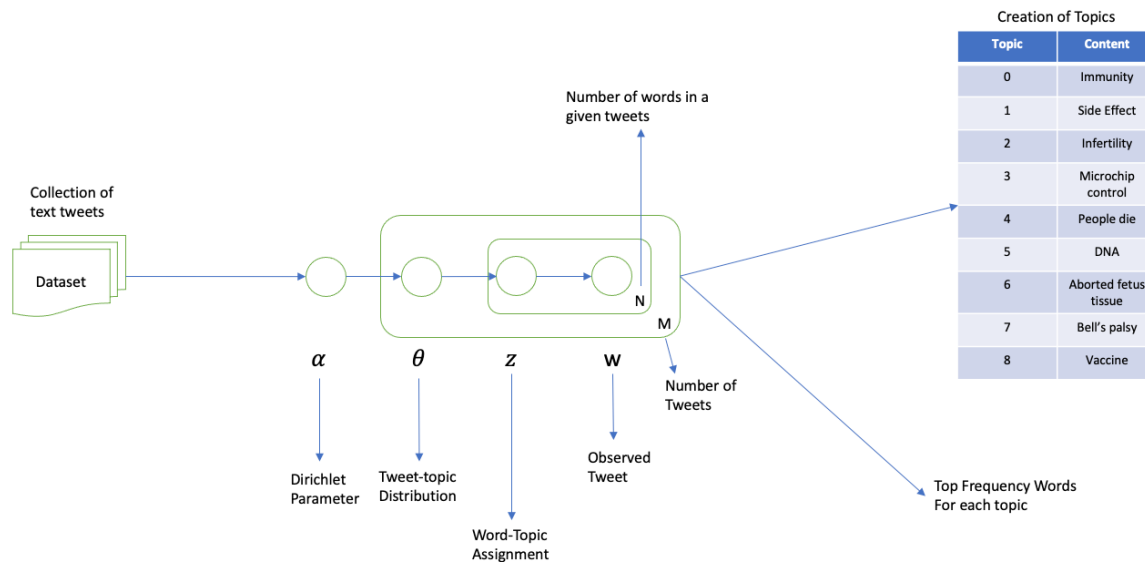 Creation of Topics
Topic Content
0 Immunity
1 Side Effect
2 Infertility
3 Microchip
control
4 People die
5 DNA
6 Aborted fetus
tissue
7 Bell's palsy
8 Vaccine
Number of words in a
given tweets
Collection of
text tweets
Dataset
N
M
α
θ
z
w
Number of
Tweets
Dirichlet
Parameter
Tweet-topic
Distribution
Word-Topic
Assignment
Observed
Tweet
Top Frequency Words
For each topic